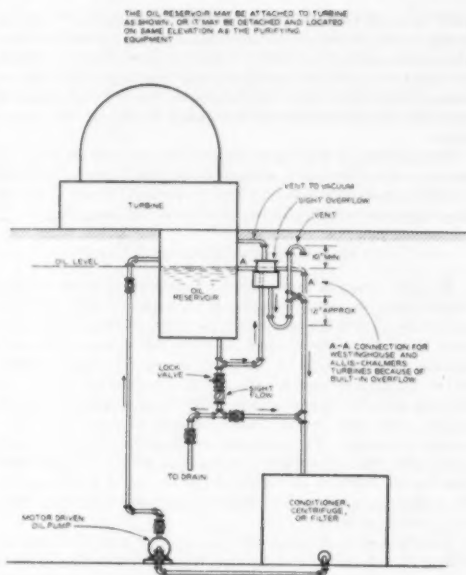 THE OIL RESERVOIR MAY BE ATTACHED TO TURBINE
AS SHOWN, OR IT MAY BE DETACHED AND LOCATED
ON SAME ELEVATION AS THE PURIFYING
EQUIPMENT
VENT TO VACUUM
SIGHT OVERFLOW
VENT
TURBINE
OIL LEVEL
A
10" MIN.
OIL
RESERVOIR
A
12" APPROX
A-A CONNECTION FOR
WESTINGHOUSE AND
ALLIS-CHALMERS
TURBINES BECAUSE OF
BUILT-IN OVERFLOW
LOCK
VALVE
SIGHT
FLOW
TO DRAIN
CONDITIONER,
CENTRIFUGE,
OR FILTER
MOTOR DRIVEN
OIL PUMP